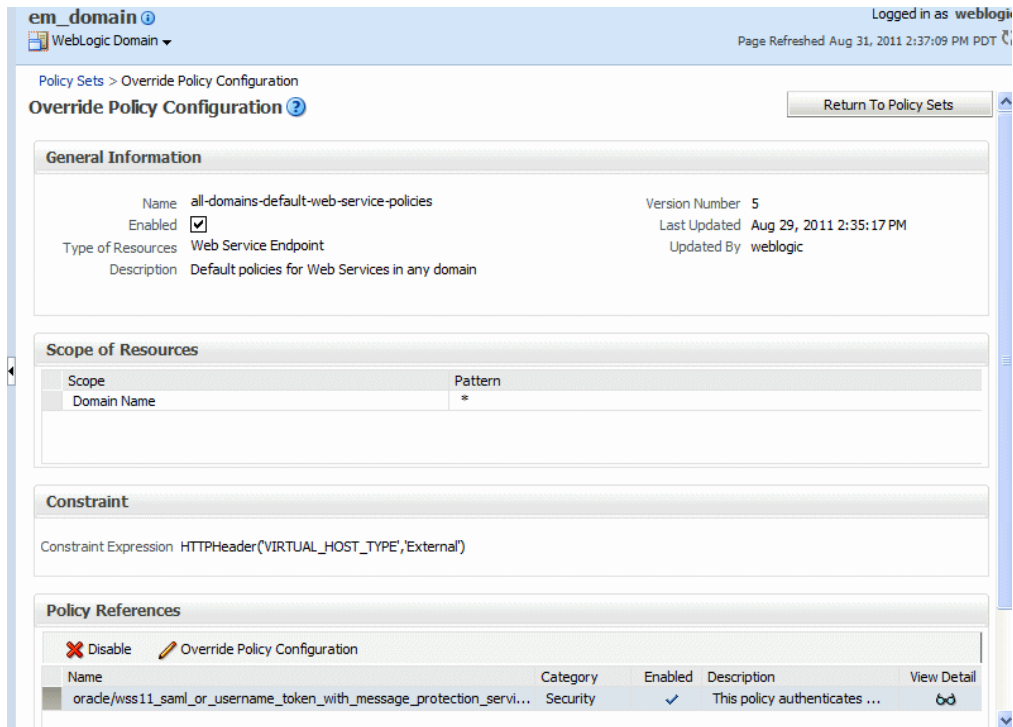 em_domain
Logged in as weblogic
WebLogic Domain
Page Refreshed Aug 31, 2011 2:37:09 PM PDT
Policy Sets > Override Policy Configuration
Override Policy Configuration
Return To Policy Sets
General Information
Name all-domains-default-web-service-policies
Version Number 5
Enabled
Last Updated Aug 29, 2011 2:35:17 PM
Type of Resources Web Service Endpoint
Updated By weblogic
Description Default policies for Web Services in any domain
Scope of Resources
Scope Pattern
Domain Name *
Constraint
Constraint Expression HTTPHeader('VIRTUAL_HOST_TYPE','External')
Policy References
Disable Override Policy Configuration
Name Category Enabled Description View Detail
oracle/wss11_saml_or_username_token_with_message_protection_servi... Security This policy authenticates ...